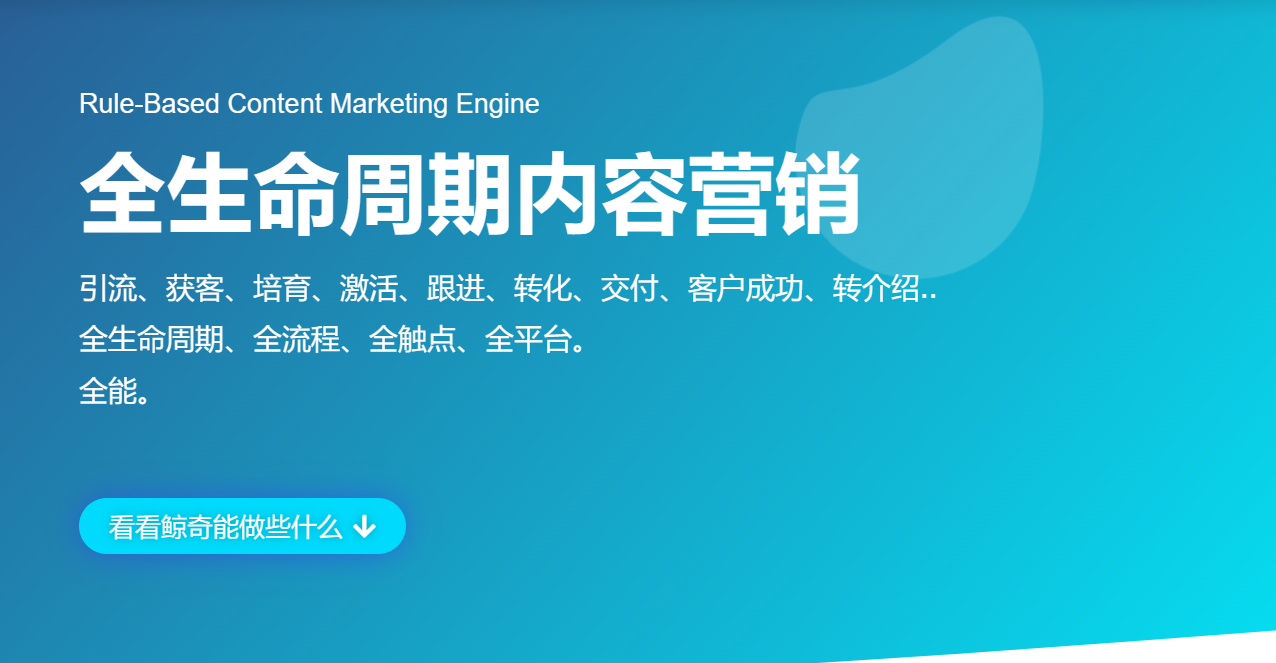 Rule-Based Content Marketing Engine
全生命周期内容营销
引流、获客、培育、激活、跟进、转化、交付、客户成功、转介绍..
全生命周期、全流程、全触点、全平台。
全能。
看看鲸奇能做些什么